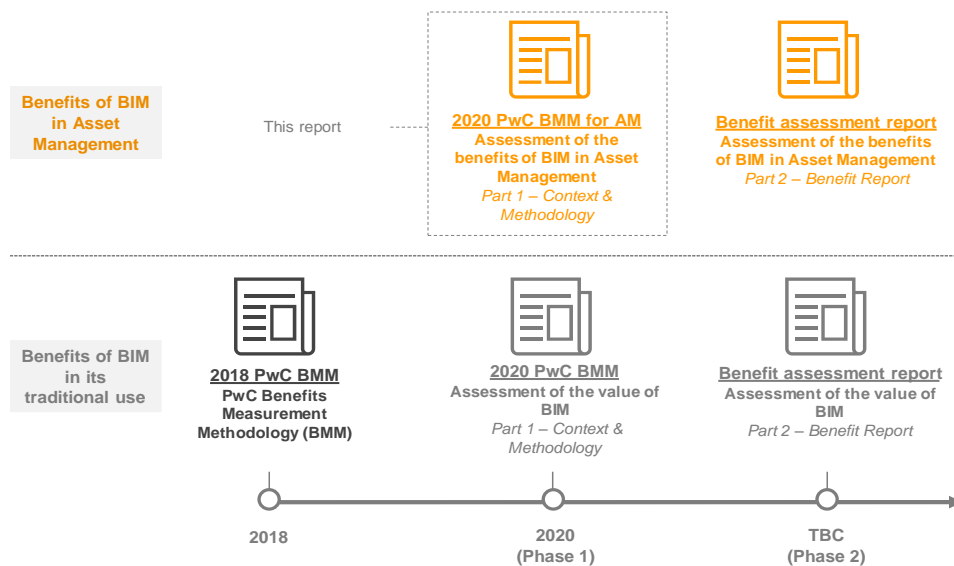 Benefits of BIM
in Asset
Management
This report
2020 PwC BMM for AM
Assessment of the
benefits of BIM in Asset
Management
Part 1 – Context &
Methodology
Benefit assessment report
Assessment of the benefits
of BIM in Asset Management
Part 2 – Benefit Report
Benefits of BIM
in its
traditional use
2018 PwC BMM
PwC Benefits
Measurement
Methodology (BMM)
2020 PwC BMM
Assessment of the value of
BIM
Part 1 – Context &
Methodology
Benefit assessment report
Assessment of the value of
BIM
Part 2 – Benefit Report
2018
2020
(Phase 1)
TBC
(Phase 2)